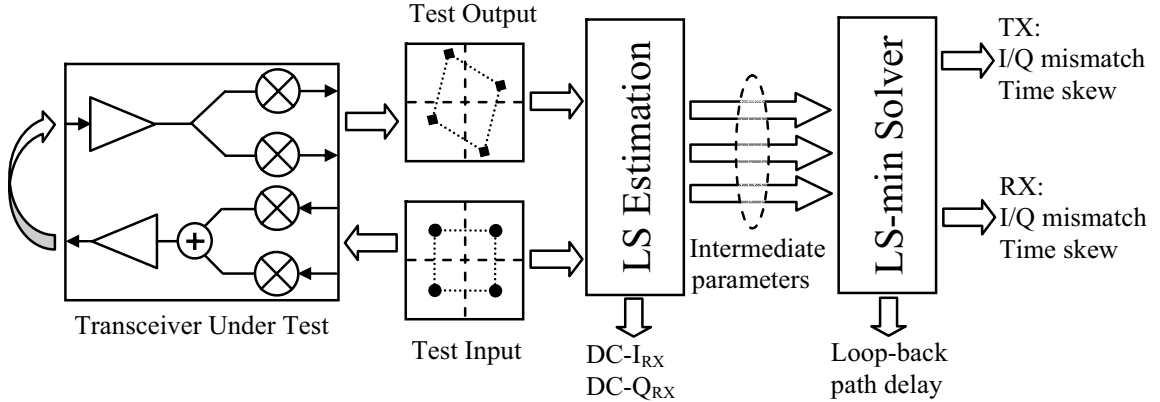 Test Output
Transceiver Under Test
Test Input
LS Estimation
DC-I_RX
DC-Q_RX
Intermediate
parameters
LS-min Solver
Loop-back
path delay
TX:
I/Q mismatch
Time skew
RX:
I/Q mismatch
Time skew